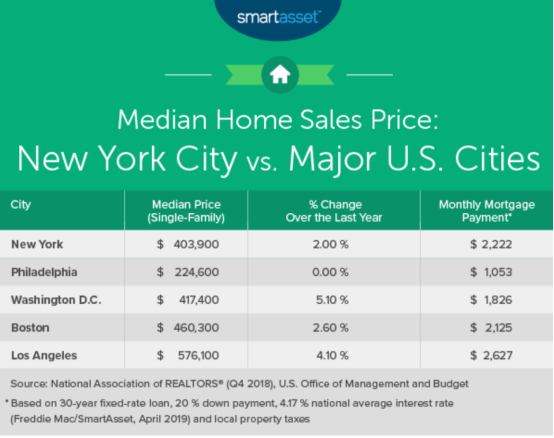 smartasset™
Median Home Sales Price:
New York City vs. Major U.S. Cities
City Median Price (Single-Family) % Change Over the Last Year Monthly Mortgage Payment*
New York $ 403,900 2.00 % $ 2,222
Philadelphia $ 224,600 0.00 % $ 1,053
Washington D.C. $ 417,400 5.10 % $ 1,826
Boston $ 460,300 2.60 % $ 2,125
Los Angeles $ 576,100 4.10 % $ 2,627
Source: National Association of REALTORS® (Q4 2018), U.S. Office of Management and Budget
* Based on 30-year fixed-rate loan, 20 % down payment, 4.17 % national average interest rate
(Freddie Mac/SmartAsset, April 2019) and local property taxes